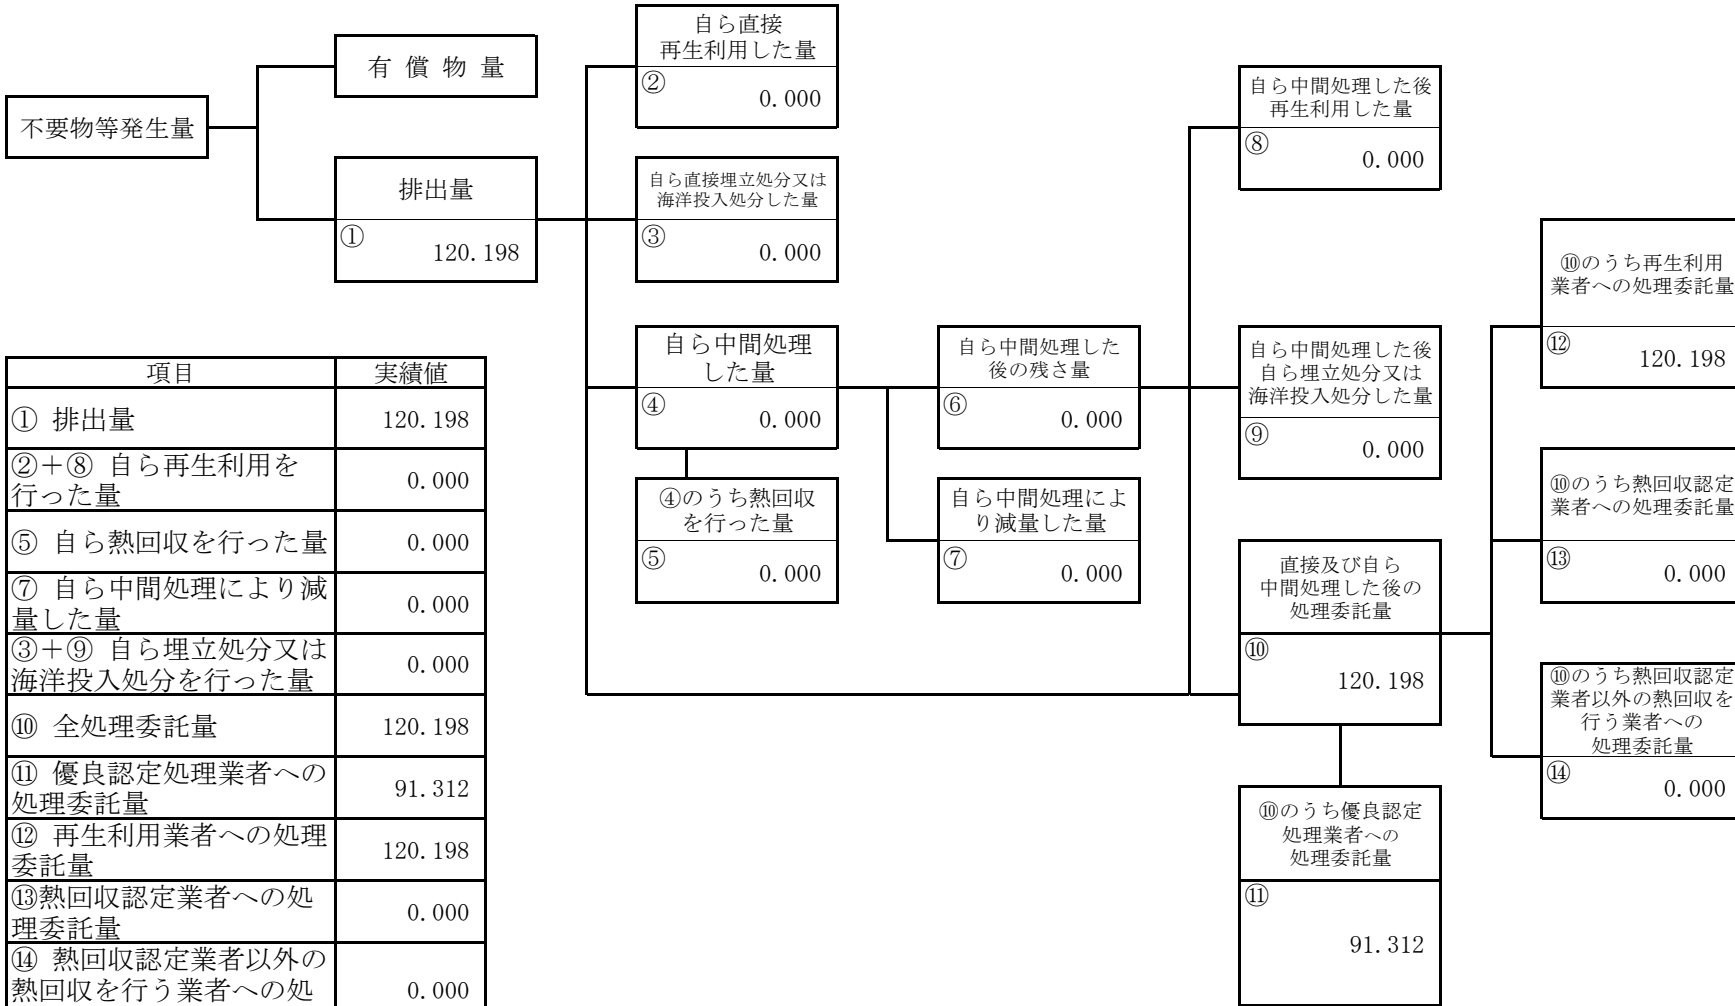 不要物等発生量
有 償 物 量
排出量
①
120.198
自ら直接
再生利用した量
②
0.000
自ら直接埋立処分又は
海洋投入処分した量
③
0.000
自ら中間処理
した量
④
0.000
④のうち熱回収
を行った量
⑤
0.000
自ら中間処理した
後の残さ量
⑥
0.000
自ら中間処理によ
り減量した量
⑦
0.000
自ら中間処理した後
再生利用した量
⑧
0.000
自ら中間処理した後
自ら埋立処分又は
海洋投入処分した量
⑨
0.000
直接及び自ら
中間処理した後の
処理委託量
⑩
120.198
⑩のうち優良認定
処理業者への
処理委託量
⑪
91.312
⑩のうち再生利用
業者への処理委託量
⑫
120.198
⑩のうち熱回収認定
業者への処理委託量
⑬
0.000
⑩のうち熱回収認定
業者以外の熱回収を
行う業者への
処理委託量
⑭
0.000
項目 実績値
① 排出量 120.198
②＋⑧ 自ら再生利用を
行った量 0.000
⑤ 自ら熱回収を行った量 0.000
⑦ 自ら中間処理により減
量した量 0.000
③＋⑨ 自ら埋立処分又は
海洋投入処分を行った量 0.000
⑩ 全処理委託量 120.198
⑪ 優良認定処理業者への
処理委託量 91.312
⑫ 再生利用業者への処理
委託量 120.198
⑬熱回収認定業者への処
理委託量 0.000
⑭ 熱回収認定業者以外の
熱回収を行う業者への処 0.000